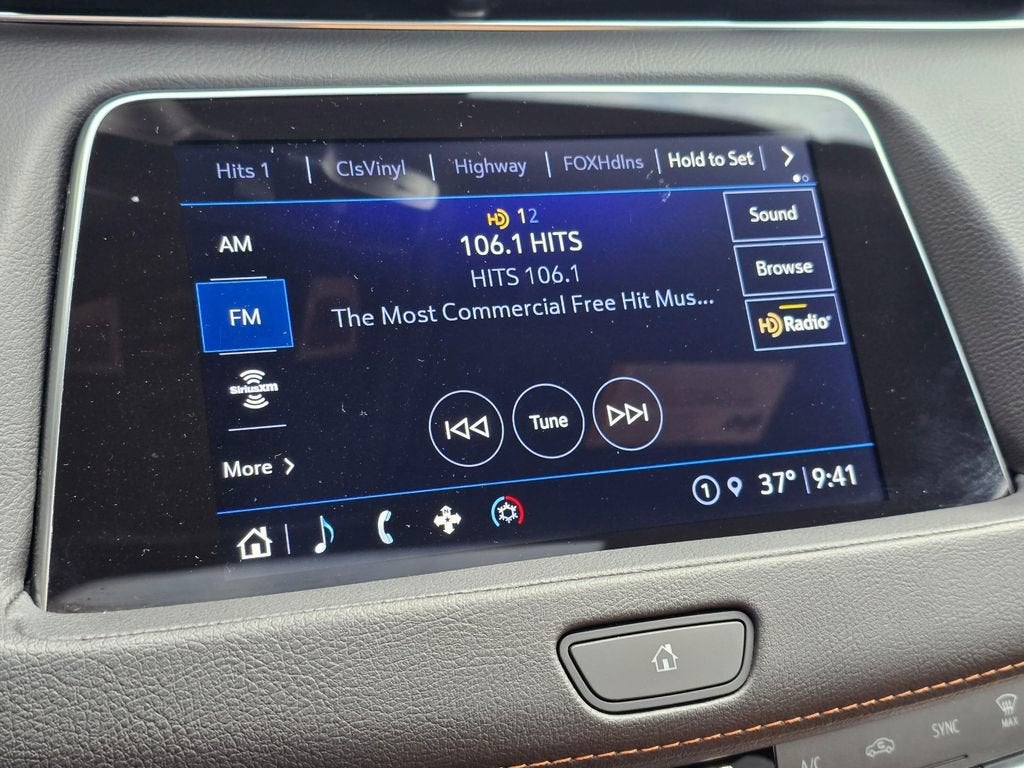 Hits 1 ClsVinyl Highway FOXHdlns Hold to Set
HD 12
106.1 HITS
HITS 106.1
The Most Commercial Free Hit Mus...
AM
FM
SiriusXM
More
Sound
Browse
HD Radio
Tune
1 37° 9:41
N
A/C SYNC MAX